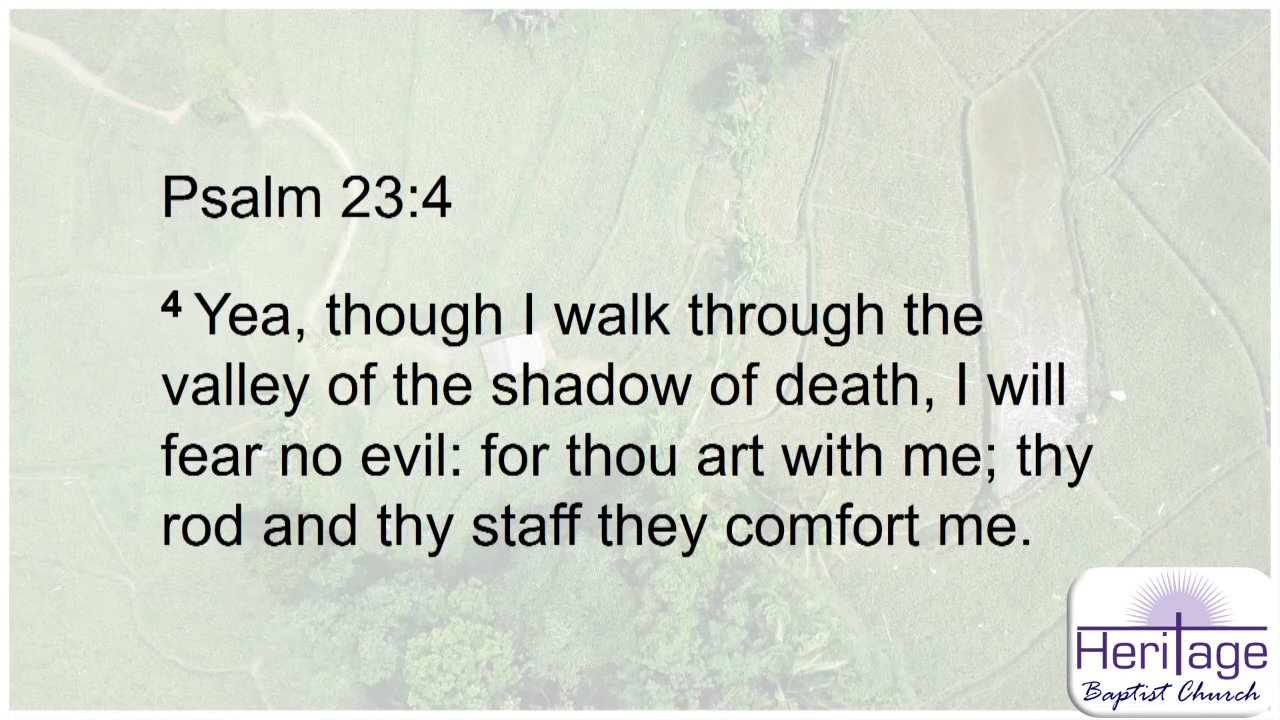 Psalm 23:4
4 Yea, though I walk through the
valley of the shadow of death, I will
fear no evil: for thou art with me; thy
rod and thy staff they comfort me.
Heritage
Baptist Church